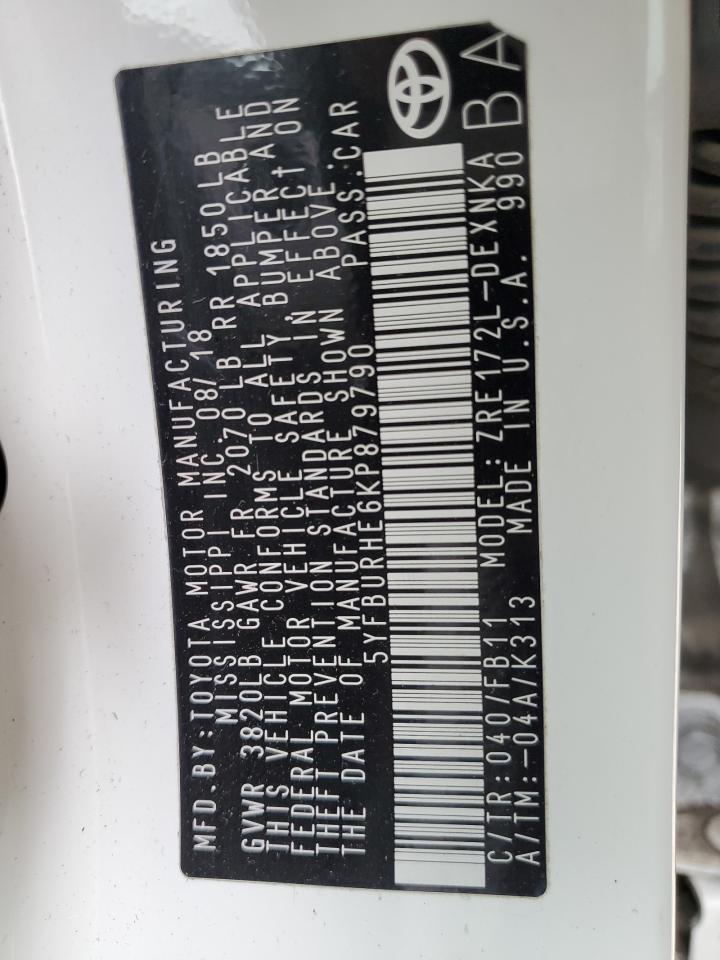 MFD.BY:TOYOTA MOTOR MANUFACTURING
MISSISSIPPI INC. 08/18
GVWR 3820LB GAWR FR 2070LB RR 1850LB
THIS VEHICLE CONFORMS TO ALL APPLICABLE
FEDERAL MOTOR VEHICLE SAFETY, BUMPER AND
THEFT PREVENTION STANDARDS IN EFFECT ON
THE DATE OF MANUFACTURE SHOWN ABOVE.
5YFBURHE6KP879790 PASS.CAR
C/TR:040/FB11 MODEL:ZRE172L-DEXNKA
A/TM:-04A/K313 MADE IN U.S.A. 990 BA